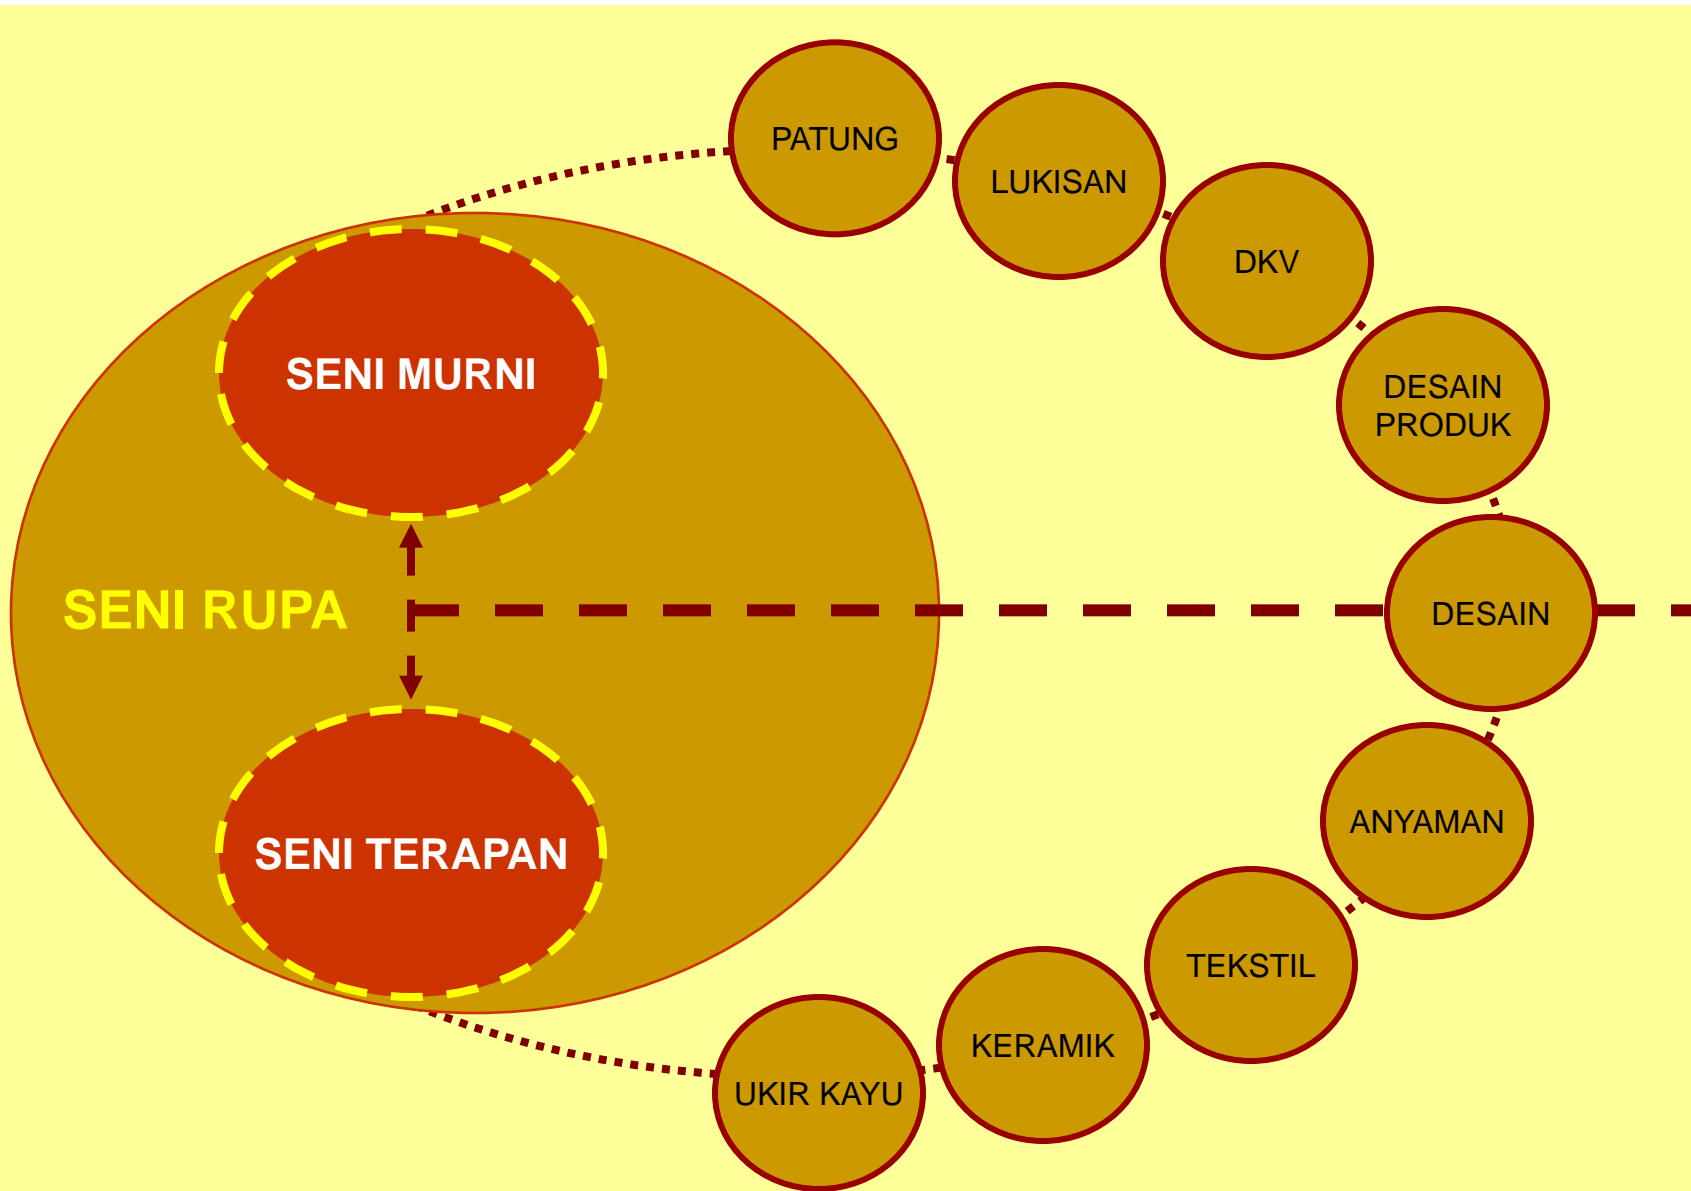 PATUNG
LUKISAN
DKV
DESAIN
PRODUK
SENI MURNI
SENI RUPA
DESAIN
ANYAMAN
SENI TERAPAN
TEKSTIL
KERAMIK
UKIR KAYU